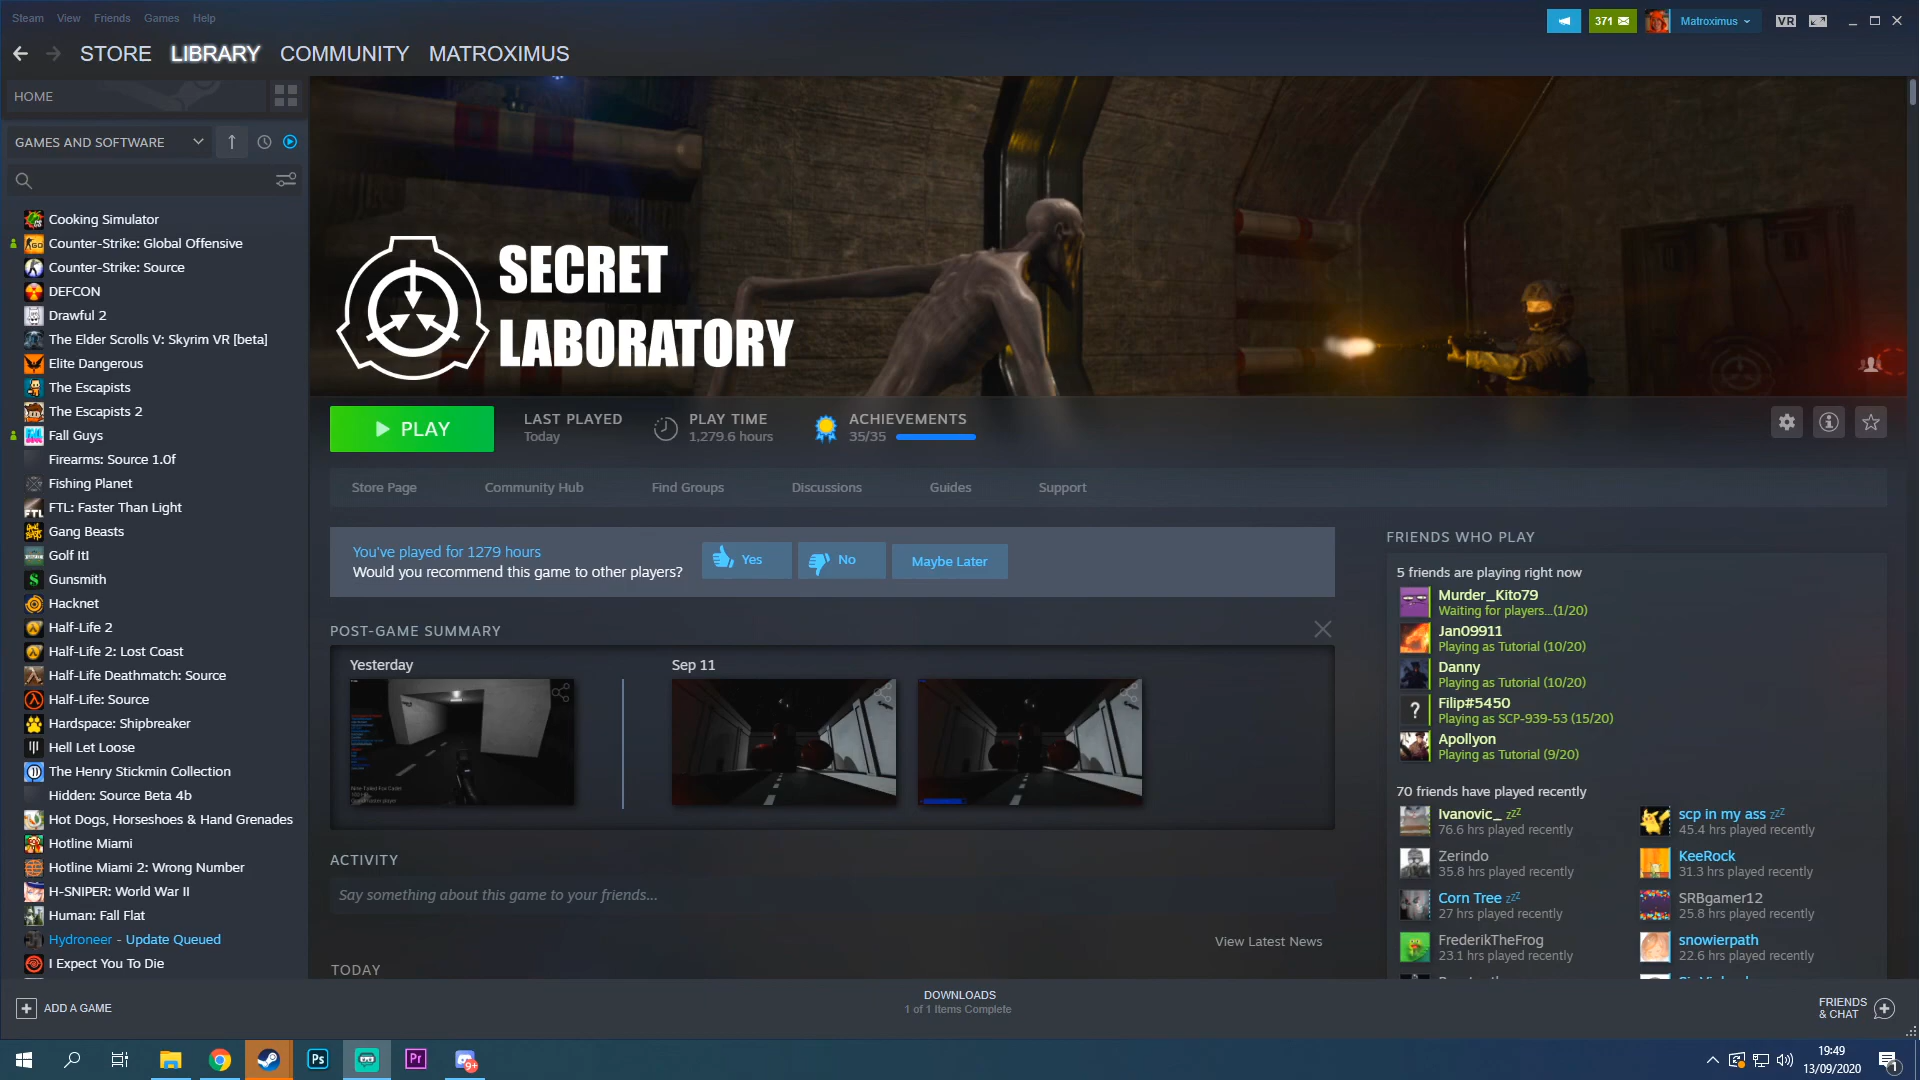 Steam View Friends Games Help
371
Matroximus
VR
STORE LIBRARY COMMUNITY MATROXIMUS
HOME
GAMES AND SOFTWARE
Cooking Simulator
Counter-Strike: Global Offensive
Counter-Strike: Source
DEFCON
Drawful 2
The Elder Scrolls V: Skyrim VR [beta]
Elite Dangerous
The Escapists
The Escapists 2
Fall Guys
Firearms: Source 1.0f
Fishing Planet
FTL: Faster Than Light
Gang Beasts
Golf It!
Gunsmith
Hacknet
Half-Life 2
Half-Life 2: Lost Coast
Half-Life Deathmatch: Source
Half-Life: Source
Hardspace: Shipbreaker
Hell Let Loose
The Henry Stickmin Collection
Hidden: Source Beta 4b
Hot Dogs, Horseshoes & Hand Grenades
Hotline Miami
Hotline Miami 2: Wrong Number
H-SNIPER: World War II
Human: Fall Flat
Hydroneer - Update Queued
I Expect You To Die
SECRET
LABORATORY
PLAY
LAST PLAYED
Today
PLAY TIME
1,279.6 hours
ACHIEVEMENTS
35/35
Store Page Community Hub Find Groups Discussions Guides Support
You've played for 1279 hours
Would you recommend this game to other players?
Yes
No
Maybe Later
POST-GAME SUMMARY
Yesterday
Sep 11
ACTIVITY
Say something about this game to your friends...
View Latest News
TODAY
FRIENDS WHO PLAY
5 friends are playing right now
Murder_Kito79
Waiting for players...(1/20)
Jan09911
Playing as Tutorial (10/20)
Danny
Playing as Tutorial (10/20)
Filip#5450
Playing as SCP-939-53 (15/20)
Apollyon
Playing as Tutorial (9/20)
70 friends have played recently
Ivanovic_ zzZ
76.6 hrs played recently
scp in my ass zzZ
45.4 hrs played recently
Zerindo
35.8 hrs played recently
KeeRock
31.3 hrs played recently
Corn Tree zzZ
27 hrs played recently
SRBgamer12
25.8 hrs played recently
FrederikTheFrog
23.1 hrs played recently
snowierpath
22.6 hrs played recently
ADD A GAME
DOWNLOADS
1 of 1 Items Complete
FRIENDS
& CHAT
Ps
Pr
9+
19:49
13/09/2020
1